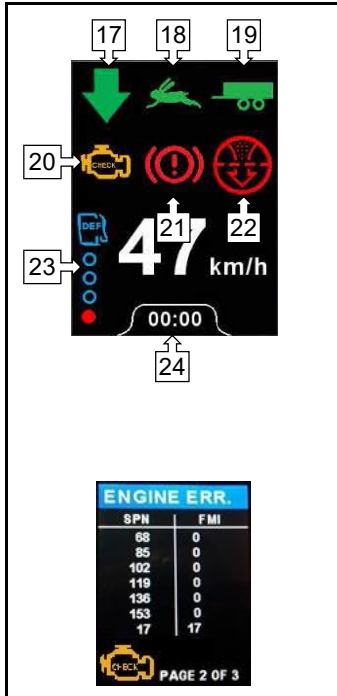 17 18 19
20 CHECK
21 22
DEF
23 47 km/h
00:00
24
ENGINE ERR.
SPN FMI
68 0
85 0
102 0
119 0
136 0
153 0
17 17
CHECK PAGE 2 OF 3